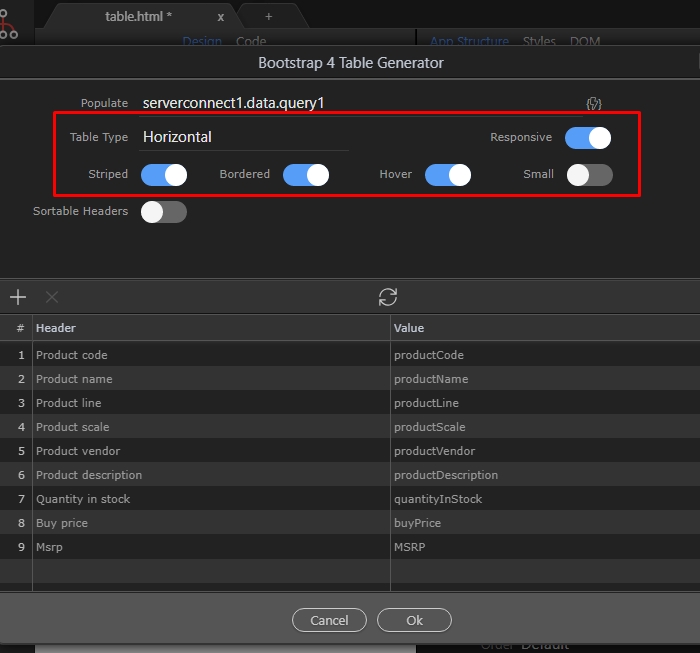 table.html * x +
Design Code App Structure Styles DOM
Bootstrap 4 Table Generator
Populate serverconnect1.data.query1
Table Type Horizontal Responsive
Striped Bordered Hover Small
Sortable Headers
# Header Value
1 Product code productCode
2 Product name productName
3 Product line productLine
4 Product scale productScale
5 Product vendor productVendor
6 Product description productDescription
7 Quantity in stock quantityInStock
8 Buy price buyPrice
9 Msrp MSRP
Cancel Ok
Order Default